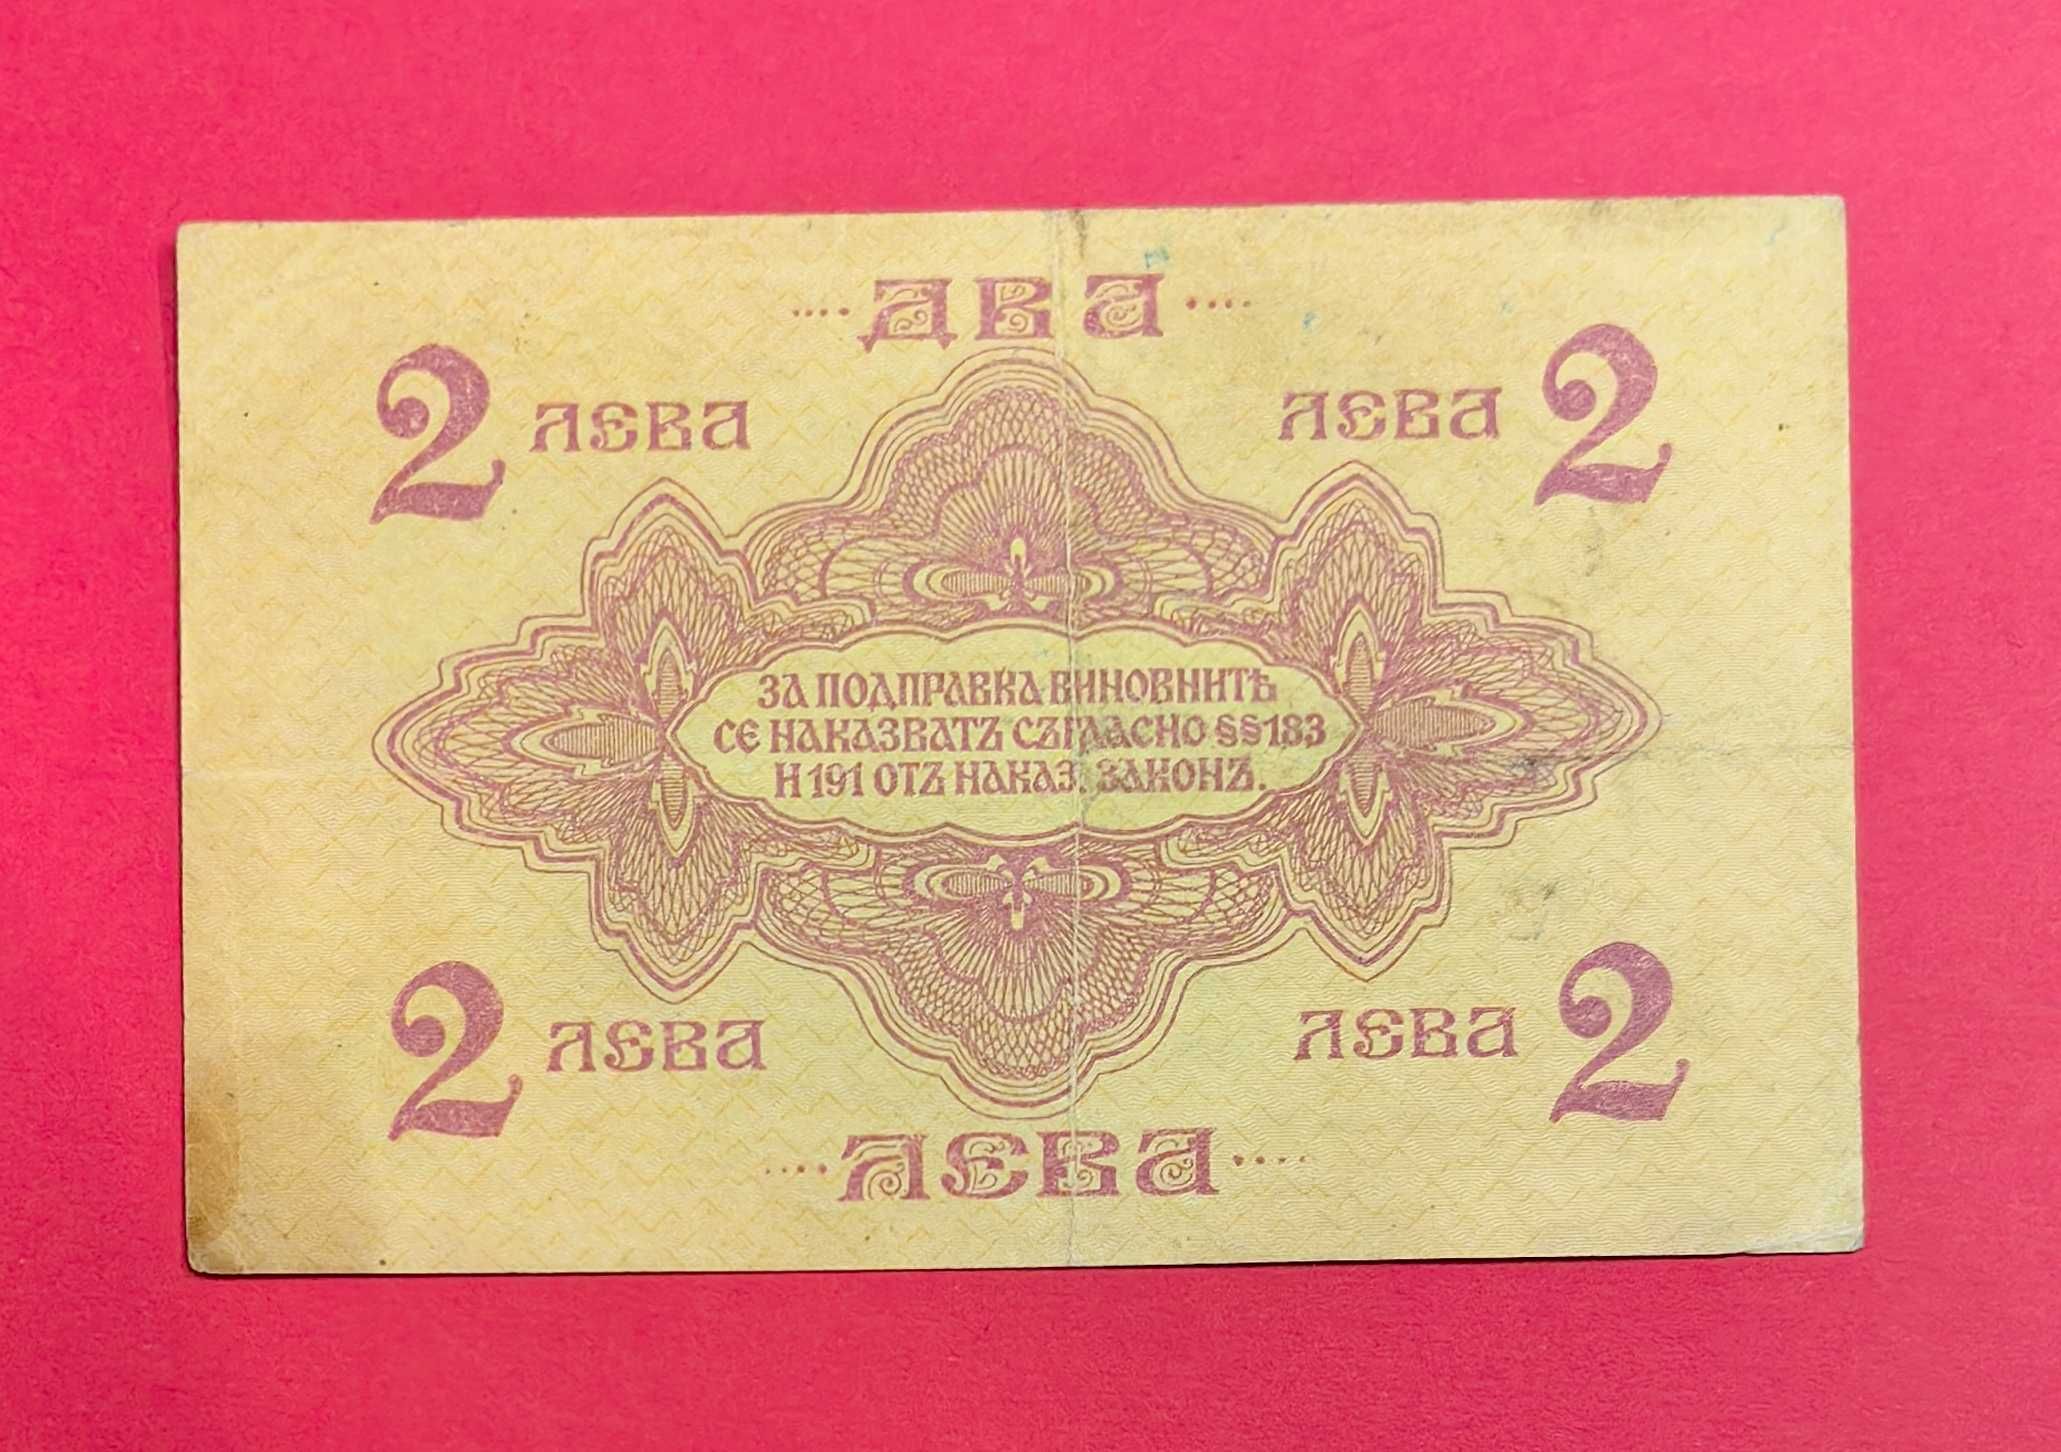 ДВА
2 ЛЕВА
ЛЕВА 2
ЗА ПОДПРАВКА ВИНОВНИТѢ
СЕ НАКАЗВАТЪ СЪГЛАСНО §§ 183
И 191 ОТЪ НАКАЗ. ЗАКОНЪ.
2 ЛЕВА
ЛЕВА 2
ЛЕВА